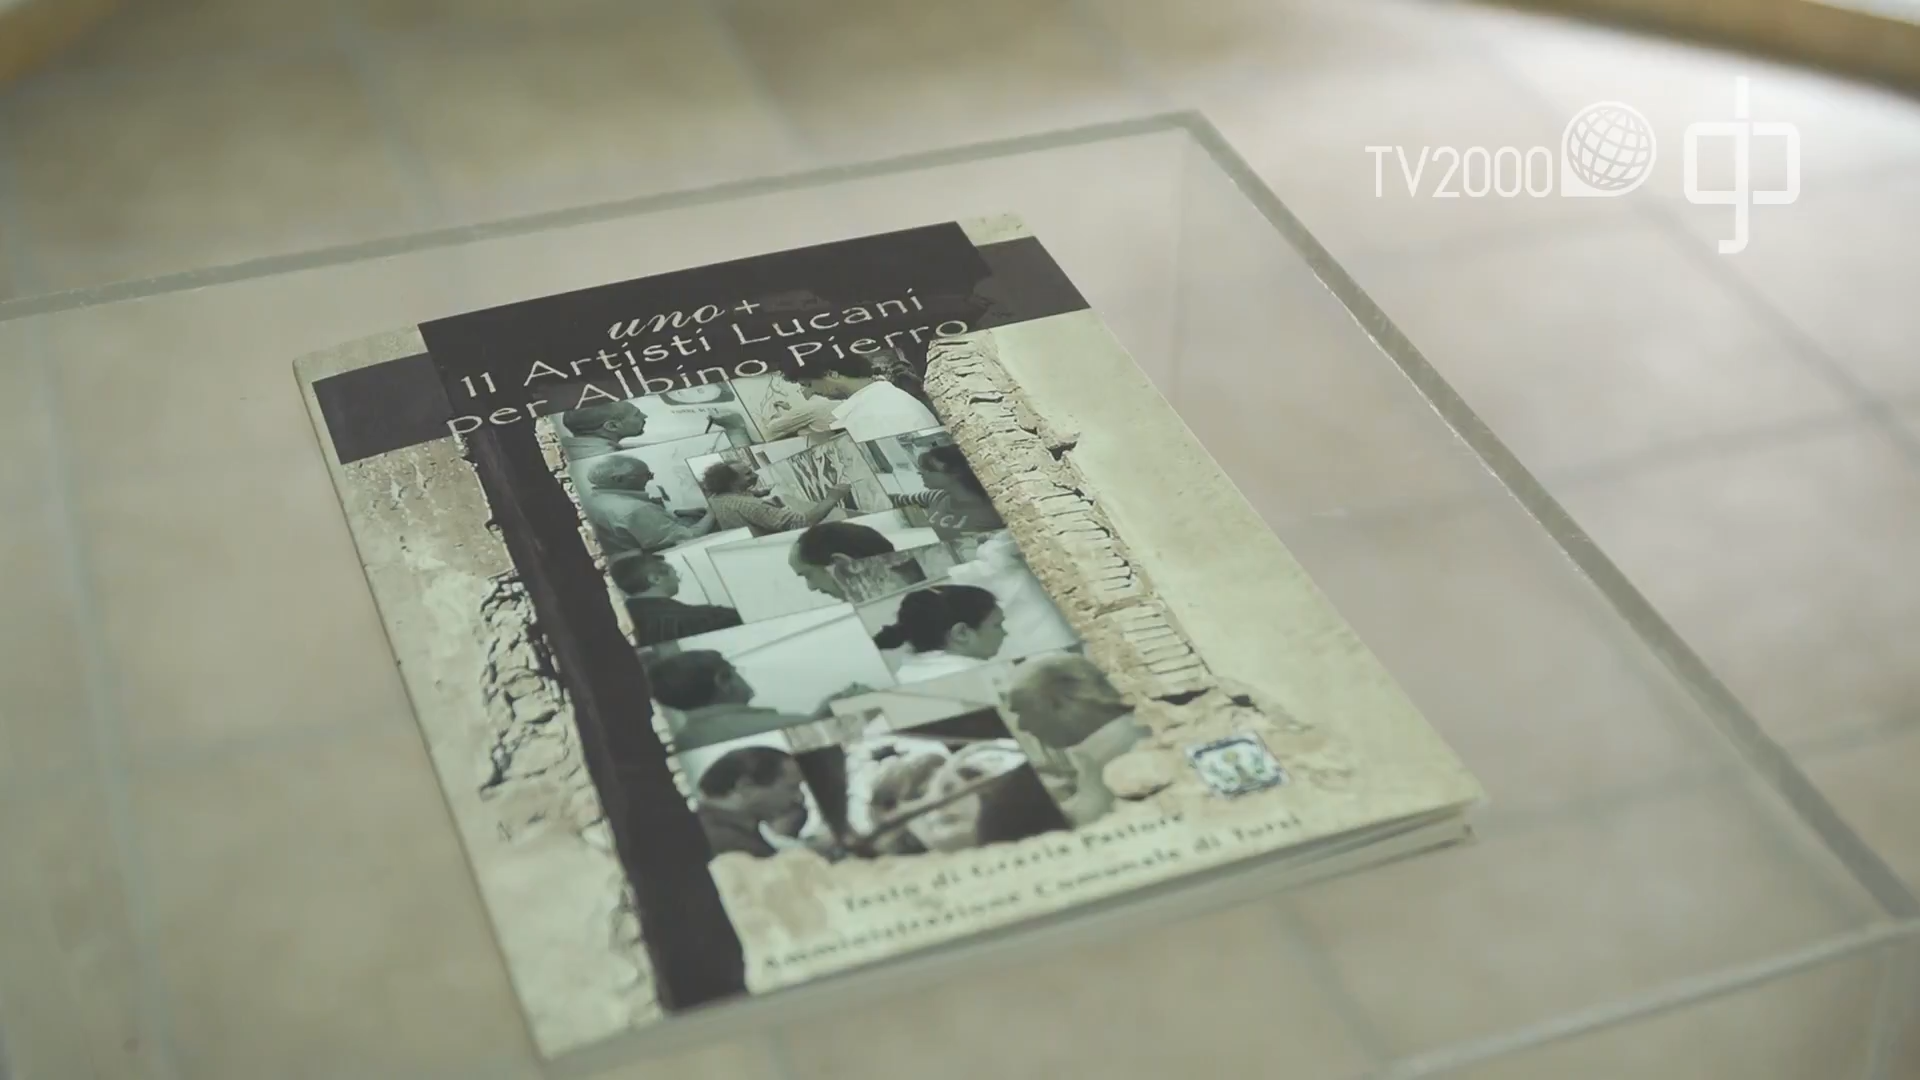 TV2000
uno +
11 Artisti Lucani
per Albino Pierro
Testo di Grazia Pastore
Amministrazione Comunale di Tursi